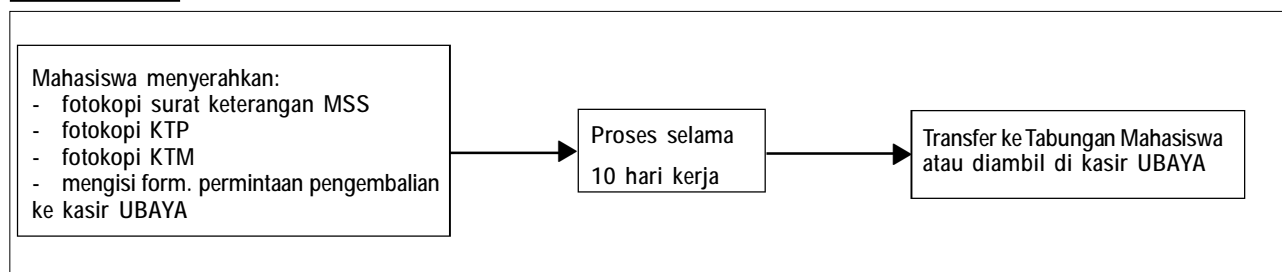 Mahasiswa menyerahkan:
- fotokopi surat keterangan MSS
- fotokopi KTP
- fotokopi KTM
- mengisi form. permintaan pengembalian
ke kasir UBAYA
Proses selama
10 hari kerja
Transfer ke Tabungan Mahasiswa
atau diambil di kasir UBAYA